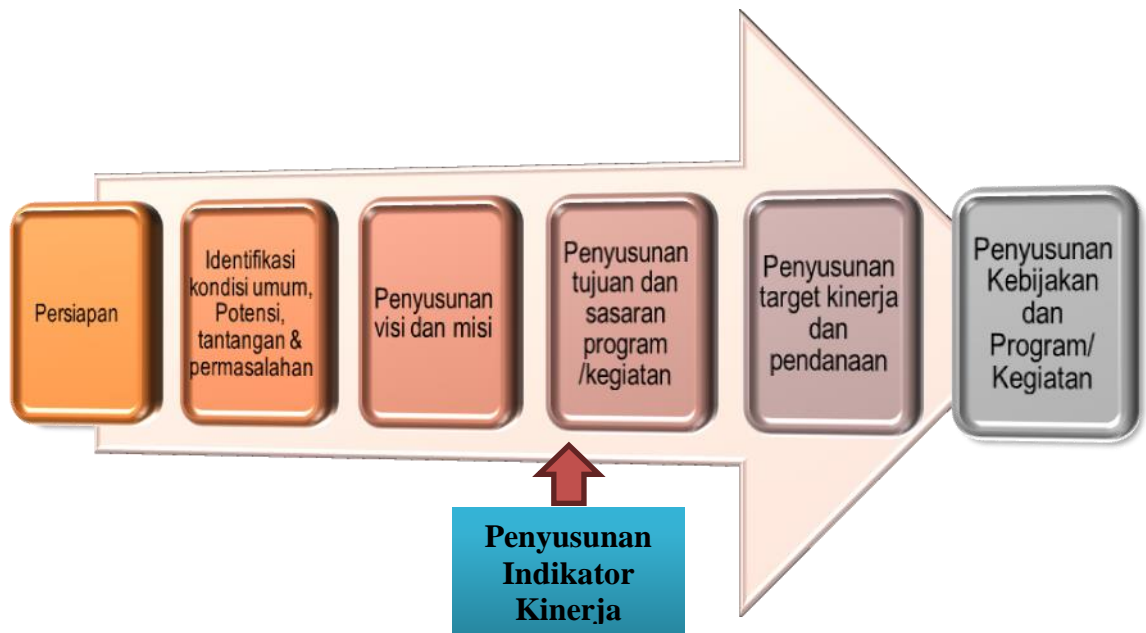 Persiapan
Identifikasi
kondisi umum,
Potensi,
tantangan &
permasalahan
Penyusunan
visi dan misi
Penyusunan
tujuan dan
sasaran
program
/kegiatan
Penyusunan
target kinerja
dan
pendanaan
Penyusunan
Kebijakan
dan
Program/
Kegiatan
Penyusunan
Indikator
Kinerja